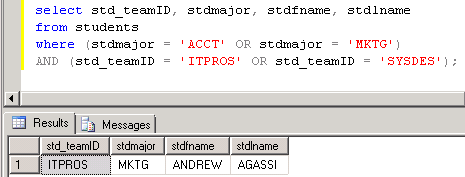 select std_teamID, stdmajor, stdfname, stdlname
from students
where (stdmajor = 'ACCT' OR stdmajor = 'MKTG')
AND (std_teamID = 'ITPROS' OR std_teamID = 'SYSDES');
Results Messages
std_teamID stdmajor stdfname stdlname
1 ITPROS MKTG ANDREW AGASSI